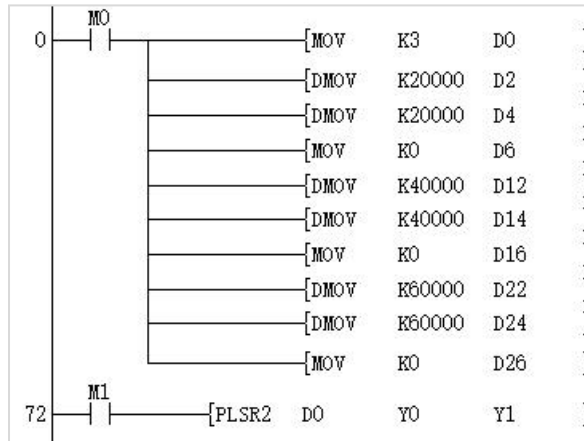 M0
0 [MOV K3 D0 ]
[DMOV K20000 D2 ]
[DMOV K20000 D4 ]
[MOV K0 D6 ]
[DMOV K40000 D12 ]
[DMOV K40000 D14 ]
[MOV K0 D16 ]
[DMOV K60000 D22 ]
[DMOV K60000 D24 ]
[MOV K0 D26 ]
M1
72 [PLSR2 D0 Y0 Y1 ]